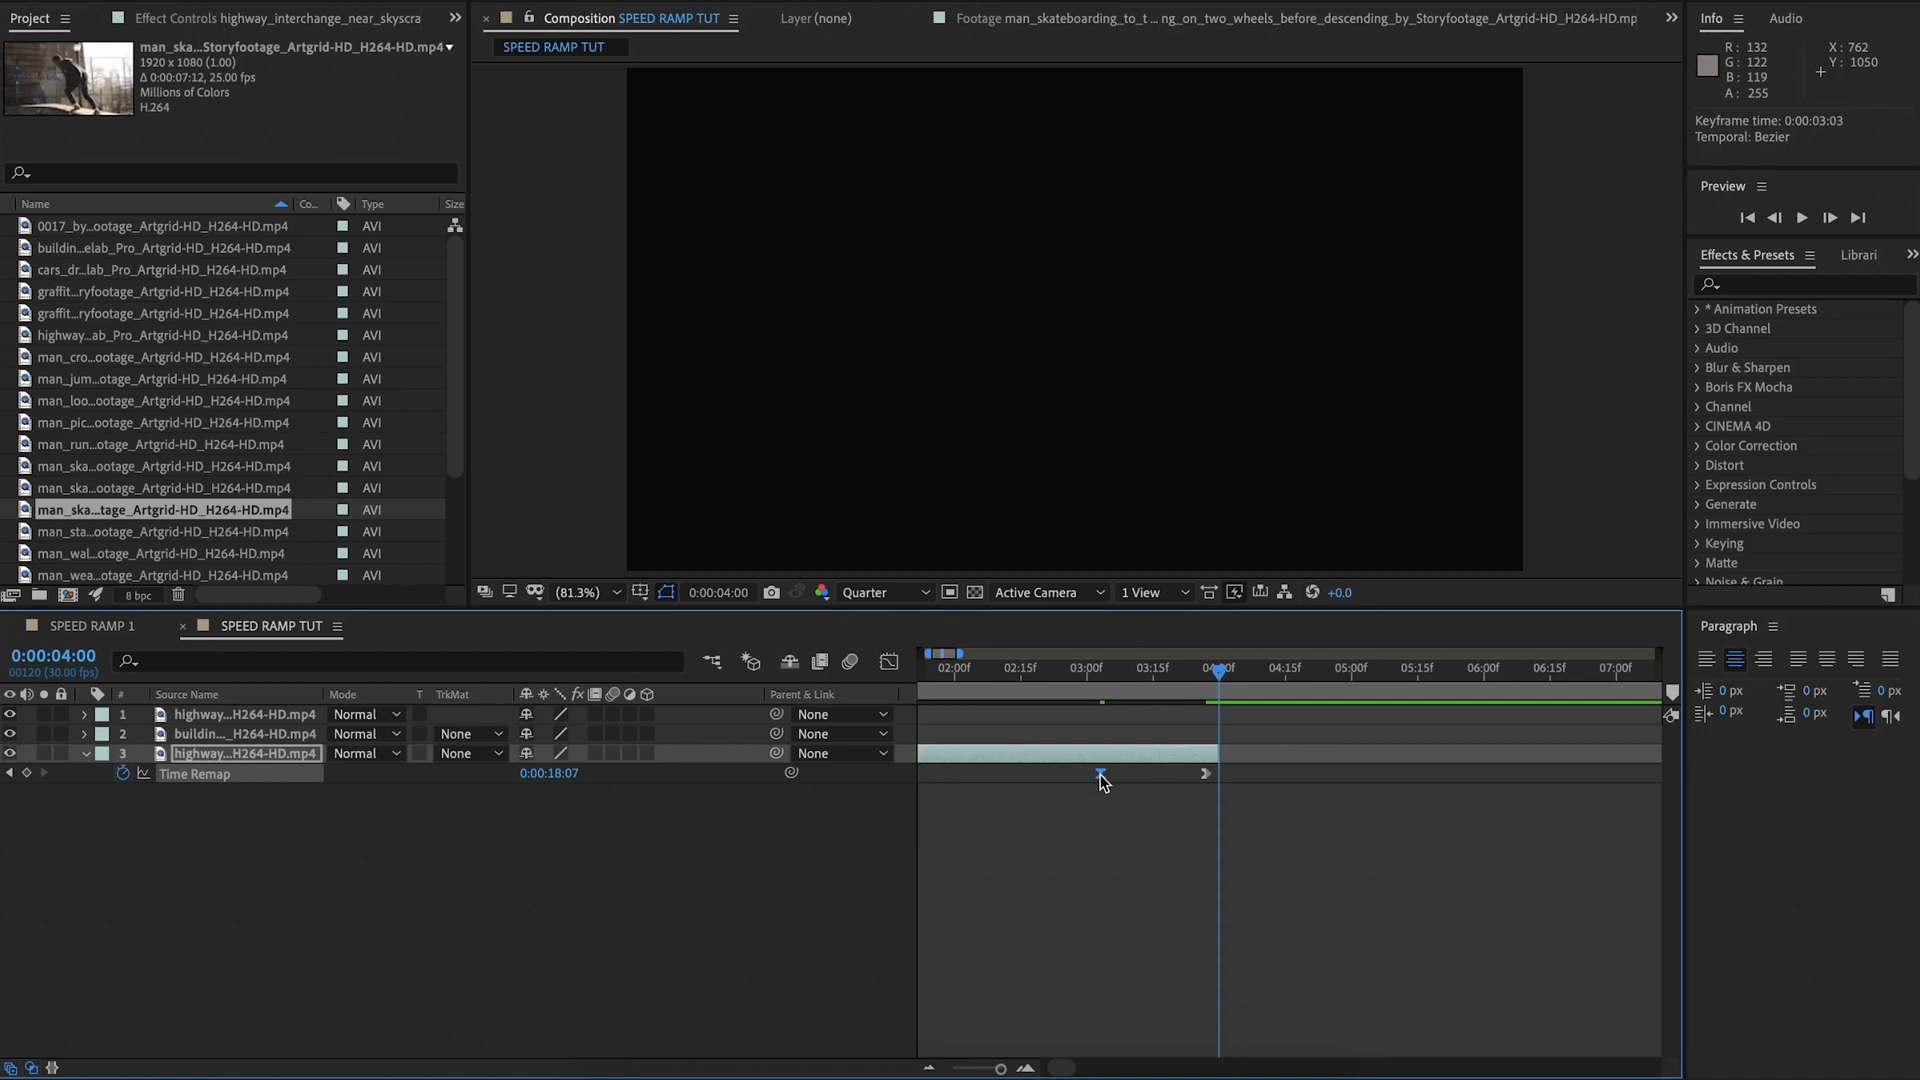 Project
Effect Controls highway_interchange_near_skyscra
Composition SPEED RAMP TUT
Layer (none)
Footage man_skateboarding_to_t ... ng_on_two_wheels_before_descending_by_Storyfootage_Artgrid-HD_H264-HD.mp
Info
Audio
man_ska...Storyfootage_Artgrid-HD_H264-HD.mp4
1920 x 1080 (1.00)
Δ 0:00:07:12, 25.00 fps)
Millions of Colors
H.264
SPEED RAMP TUT
R: 132
G: 122
B: 119
A: 255
X: 762
Y: 1050
Keyframe time: 0:00:03:03
Temporal: Bezier
Preview
Name
Co...
Type
Size
0017_by...ootage_Artgrid-HD_H264-HD.mp4 AVI
buildin...elab_Pro_Artgrid-HD_H264-HD.mp4 AVI
cars_dr...lab_Pro_Artgrid-HD_H264-HD.mp4 AVI
graffit...ryfootage_Artgrid-HD_H264-HD.mp4 AVI
graffit...ryfootage_Artgrid-HD_H264-HD.mp4 AVI
highway...ab_Pro_Artgrid-HD_H264-HD.mp4 AVI
man_cro...ootage_Artgrid-HD_H264-HD.mp4 AVI
man_jum...otage_Artgrid-HD_H264-HD.mp4 AVI
man_loo...ootage_Artgrid-HD_H264-HD.mp4 AVI
man_pic...ootage_Artgrid-HD_H264-HD.mp4 AVI
man_run...otage_Artgrid-HD_H264-HD.mp4 AVI
man_ska...ootage_Artgrid-HD_H264-HD.mp4 AVI
man_ska...ootage_Artgrid-HD_H264-HD.mp4 AVI
man_ska...tage_Artgrid-HD_H264-HD.mp4 AVI
man_sta...ootage_Artgrid-HD_H264-HD.mp4 AVI
man_wal...otage_Artgrid-HD_H264-HD.mp4 AVI
man_wea...otage_Artgrid-HD_H264-HD.mp4 AVI
8 bpc
Effects & Presets
Librari
* Animation Presets
3D Channel
Audio
Blur & Sharpen
Boris FX Mocha
Channel
CINEMA 4D
Color Correction
Distort
Expression Controls
Generate
Immersive Video
Keying
Matte
Noise & Grain
(81.3%)
0:00:04:00
Quarter
Active Camera
1 View
+0.0
SPEED RAMP 1
SPEED RAMP TUT
Paragraph
0:00:04:00
00120 (30.00 fps)
02:00f 02:15f 03:00f 03:15f 04:00f 04:15f 05:00f 05:15f 06:00f 06:15f 07:00f
# Source Name Mode T TrkMat Parent & Link
1 highway...H264-HD.mp4 Normal None
2 buildin..._H264-HD.mp4 Normal None None
3 highway...H264-HD.mp4 Normal None None
Time Remap 0:00:18:07
0 px 0 px 0 px
0 px 0 px